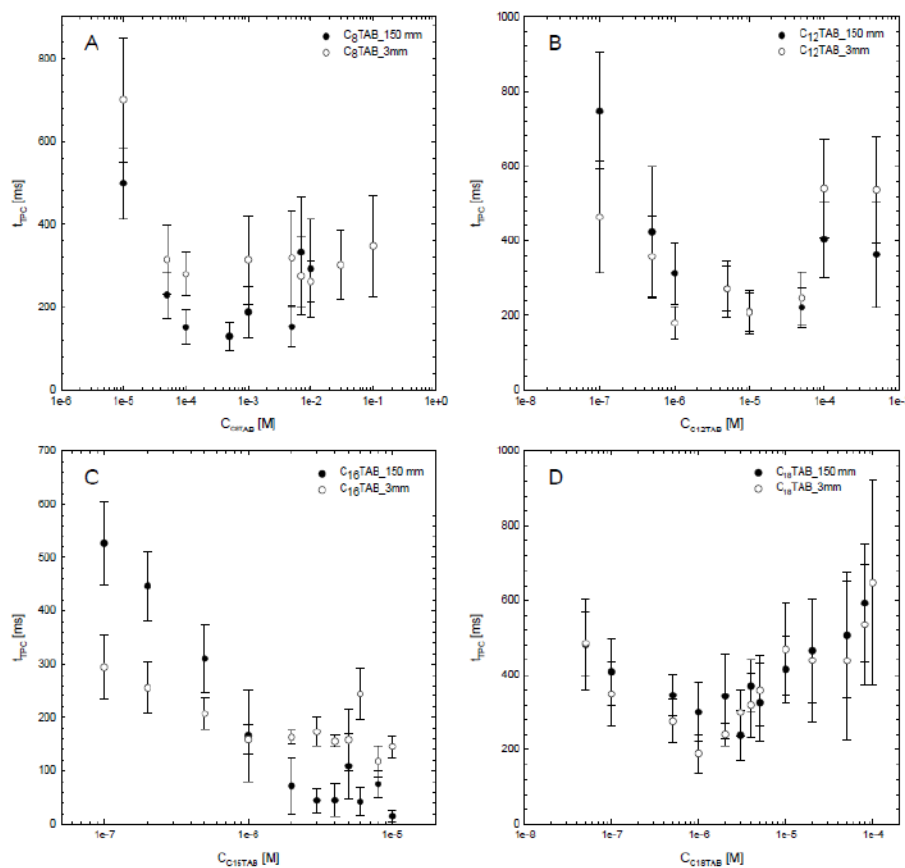 A
C8TAB_150 mm
C8TAB_3mm
800
600
400
200
0
tTPC [ms]
1e-6
1e-5
1e-4
1e-3
1e-2
1e-1
1e+0
CC8TAB [M]
B
C12TAB_150 mm
C12TAB_3mm
1000
800
600
400
200
0
tTPC [ms]
1e-8
1e-7
1e-6
1e-5
1e-4
CC12TAB [M]
C
C16TAB_150 mm
C16TAB_3mm
700
600
500
400
300
200
100
0
tTPC [ms]
1e-7
1e-6
1e-5
D
C18TAB_150 mm
C18TAB_3mm
1000
800
600
400
200
0
tTPC [ms]
1e-8
1e-7
1e-6
1e-5
1e-4
CC18TAB [M]